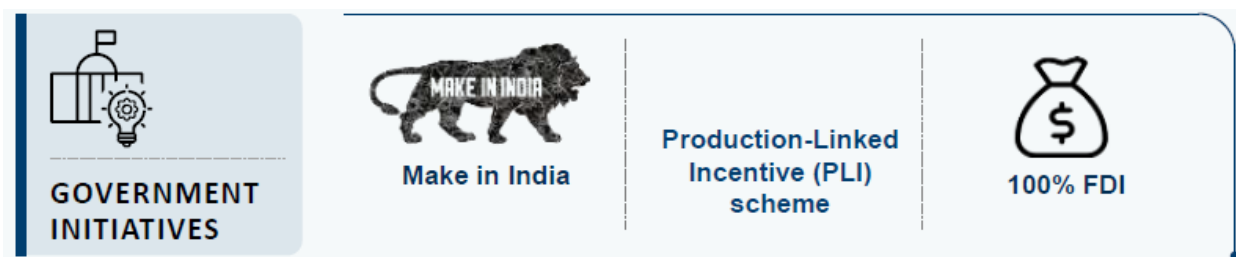 GOVERNMENT
INITIATIVES
MAKE IN INDIA
Make in India
Production-Linked
Incentive (PLI)
scheme
$
100% FDI